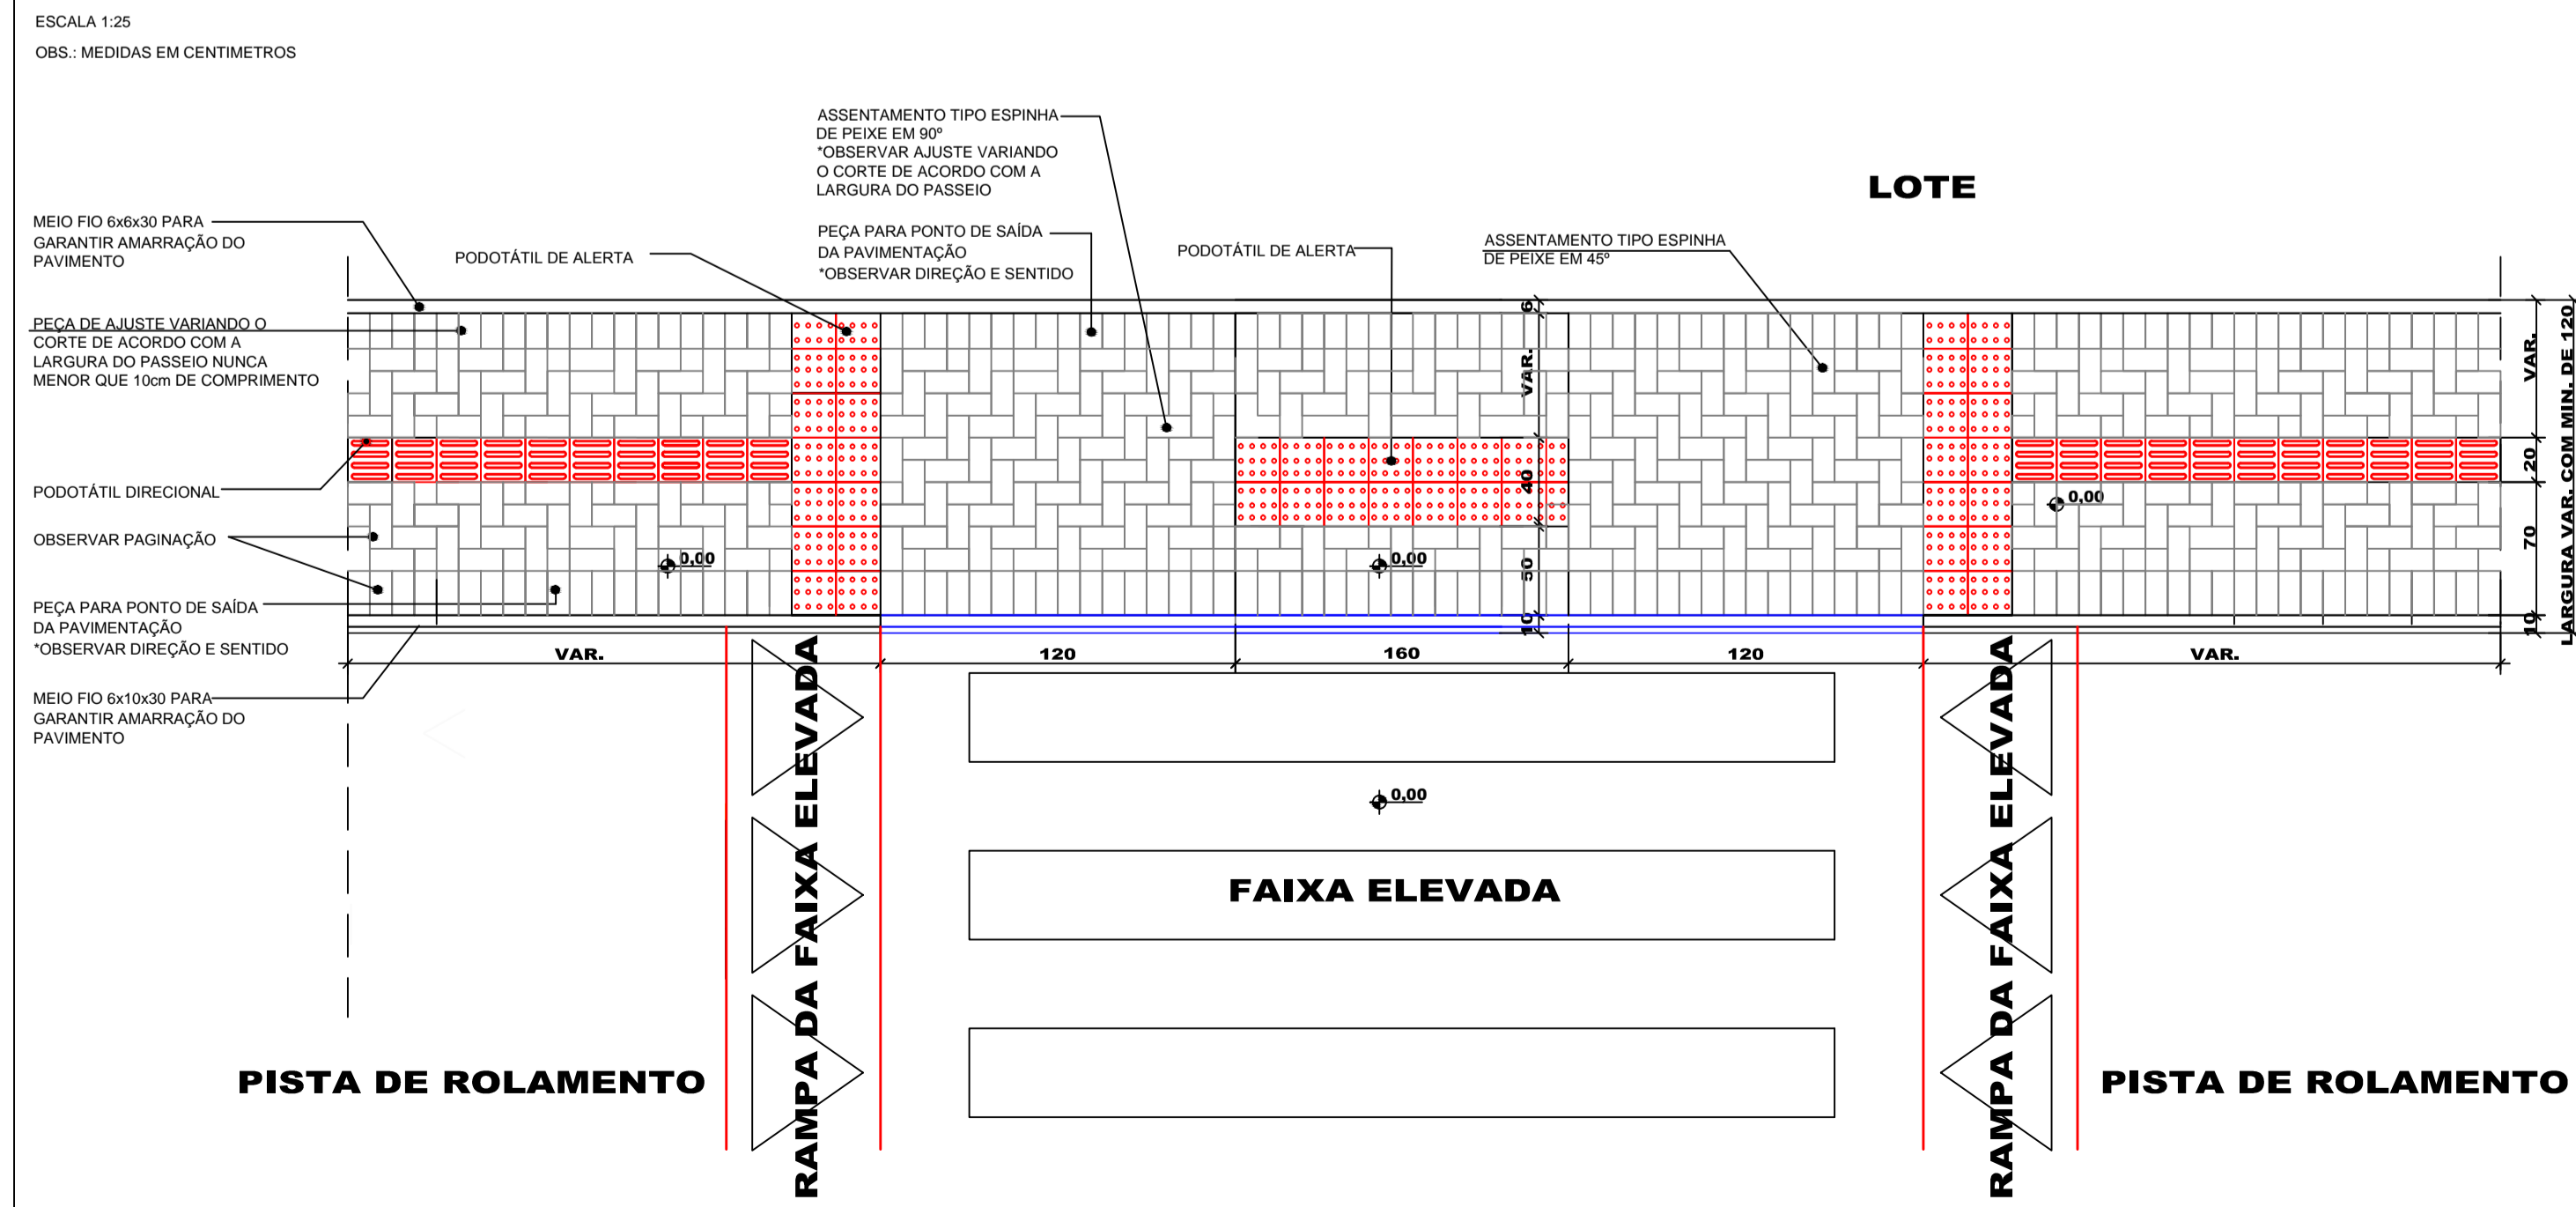 ESCALA 1:25
OBS.: MEDIDAS EM CENTIMETROS
ASSENTAMENTO TIPO ESPINHA
DE PEIXE EM 90º
*OBSERVAR AJUSTE VARIANDO
O CORTE DE ACORDO COM A
LARGURA DO PASSEIO
LOTE
MEIO FIO 6x6x30 PARA
GARANTIR AMARRAÇÃO DO
PAVIMENTO
PODOTÁTIL DE ALERTA
PEÇA PARA PONTO DE SAÍDA
DA PAVIMENTAÇÃO
*OBSERVAR DIREÇÃO E SENTIDO
PODOTÁTIL DE ALERTA
ASSENTAMENTO TIPO ESPINHA
DE PEIXE EM 45º
PEÇA DE AJUSTE VARIANDO O
CORTE DE ACORDO COM A
LARGURA DO PASSEIO NUNCA
MENOR QUE 10cm DE COMPRIMENTO
PODOTÁTIL DIRECIONAL
OBSERVAR PAGINAÇÃO
PEÇA PARA PONTO DE SAÍDA
DA PAVIMENTAÇÃO
*OBSERVAR DIREÇÃO E SENTIDO
MEIO FIO 6x10x30 PARA
GARANTIR AMARRAÇÃO DO
PAVIMENTO
6
VAR.
40
50
10
VAR.
20
70
10
LARGURA VAR. COM MIN. DE 120
0,00
0,00
0,00
VAR.
120
160
120
VAR.
0,00
FAIXA ELEVADA
RAMPA DA FAIXA ELEVADA
RAMPA DA FAIXA ELEVADA
PISTA DE ROLAMENTO
PISTA DE ROLAMENTO